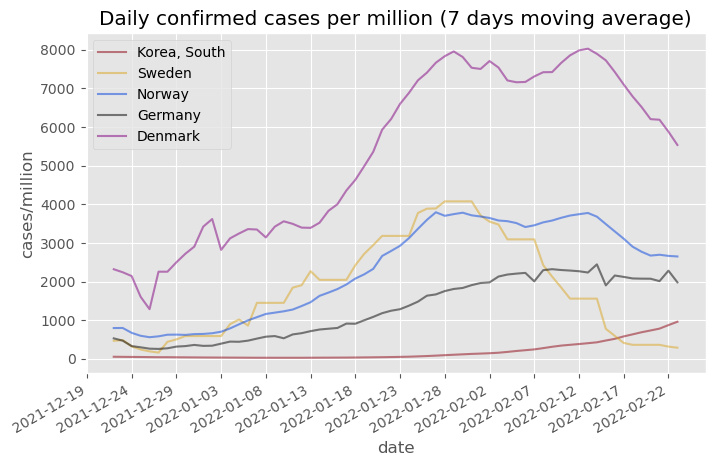 Daily confirmed cases per million (7 days moving average)
Korea, South
Sweden
Norway
Germany
Denmark
8000
7000
6000
5000
4000
3000
2000
1000
0
cases/million
2021-12-19
2021-12-24
2021-12-29
2022-01-03
2022-01-08
2022-01-13
2022-01-18
2022-01-23
2022-01-28
2022-02-02
2022-02-07
2022-02-12
2022-02-17
2022-02-22
date